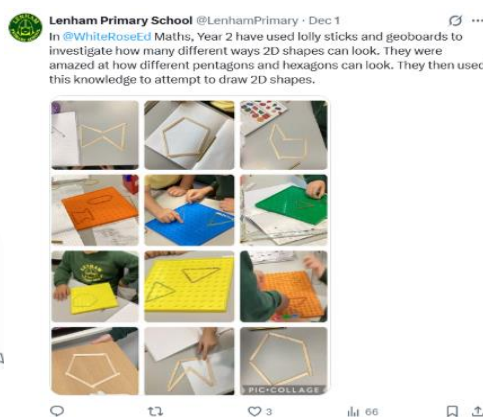 Lenham Primary School @LenhamPrimary · Dec 1
In @WhiteRoseEd Maths, Year 2 have used lolly sticks and geoboards to
investigate how many different ways 2D shapes can look. They were
amazed at how different pentagons and hexagons can look. They then used
this knowledge to attempt to draw 2D shapes.
PIC•COLLAGE
3
66